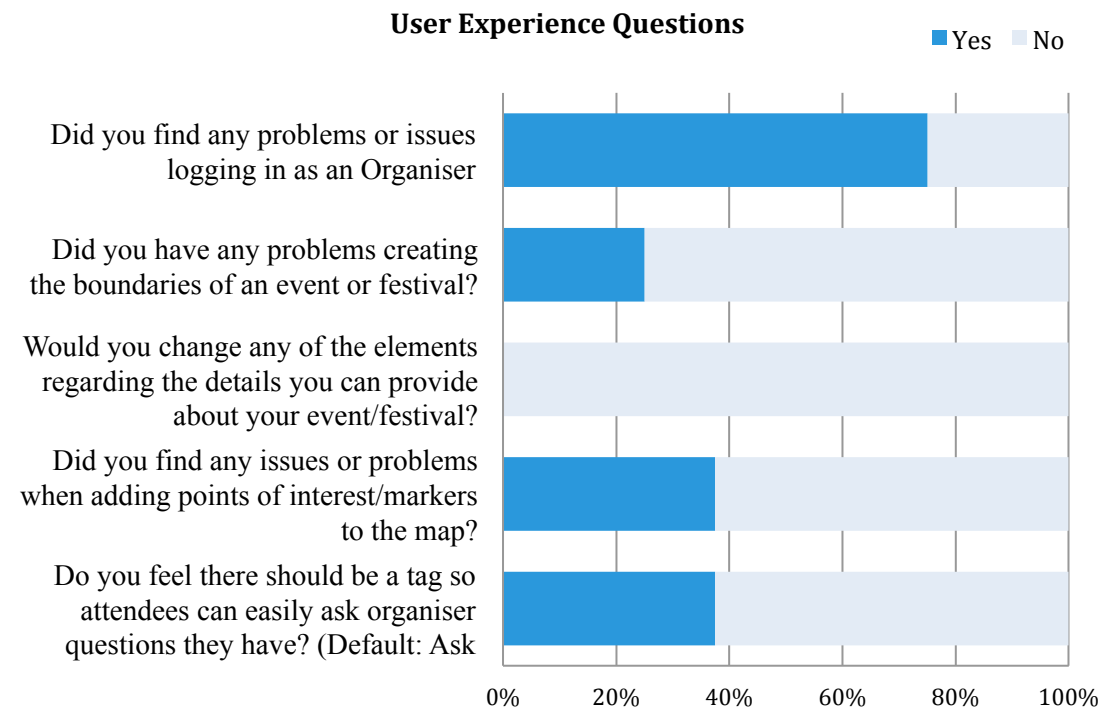 User Experience Questions
Yes No
Did you find any problems or issues
logging in as an Organiser
Did you have any problems creating
the boundaries of an event or festival?
Would you change any of the elements
regarding the details you can provide
about your event/festival?
Did you find any issues or problems
when adding points of interest/markers
to the map?
Do you feel there should be a tag so
attendees can easily ask organiser
questions they have? (Default: Ask
0% 20% 40% 60% 80% 100%